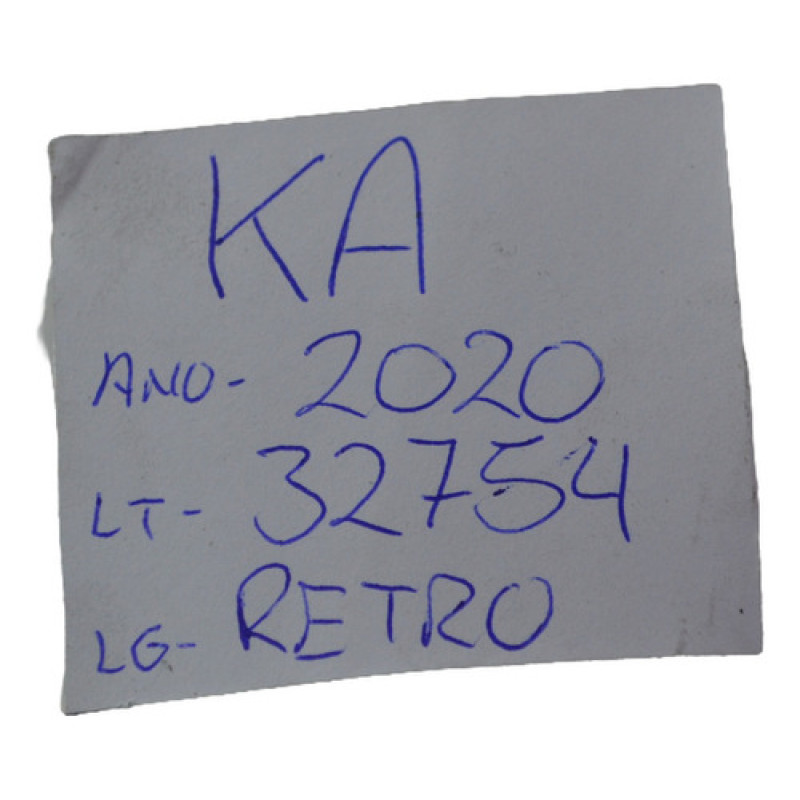 KA
ANO- 2020
LT- 32754
LG- RETRO